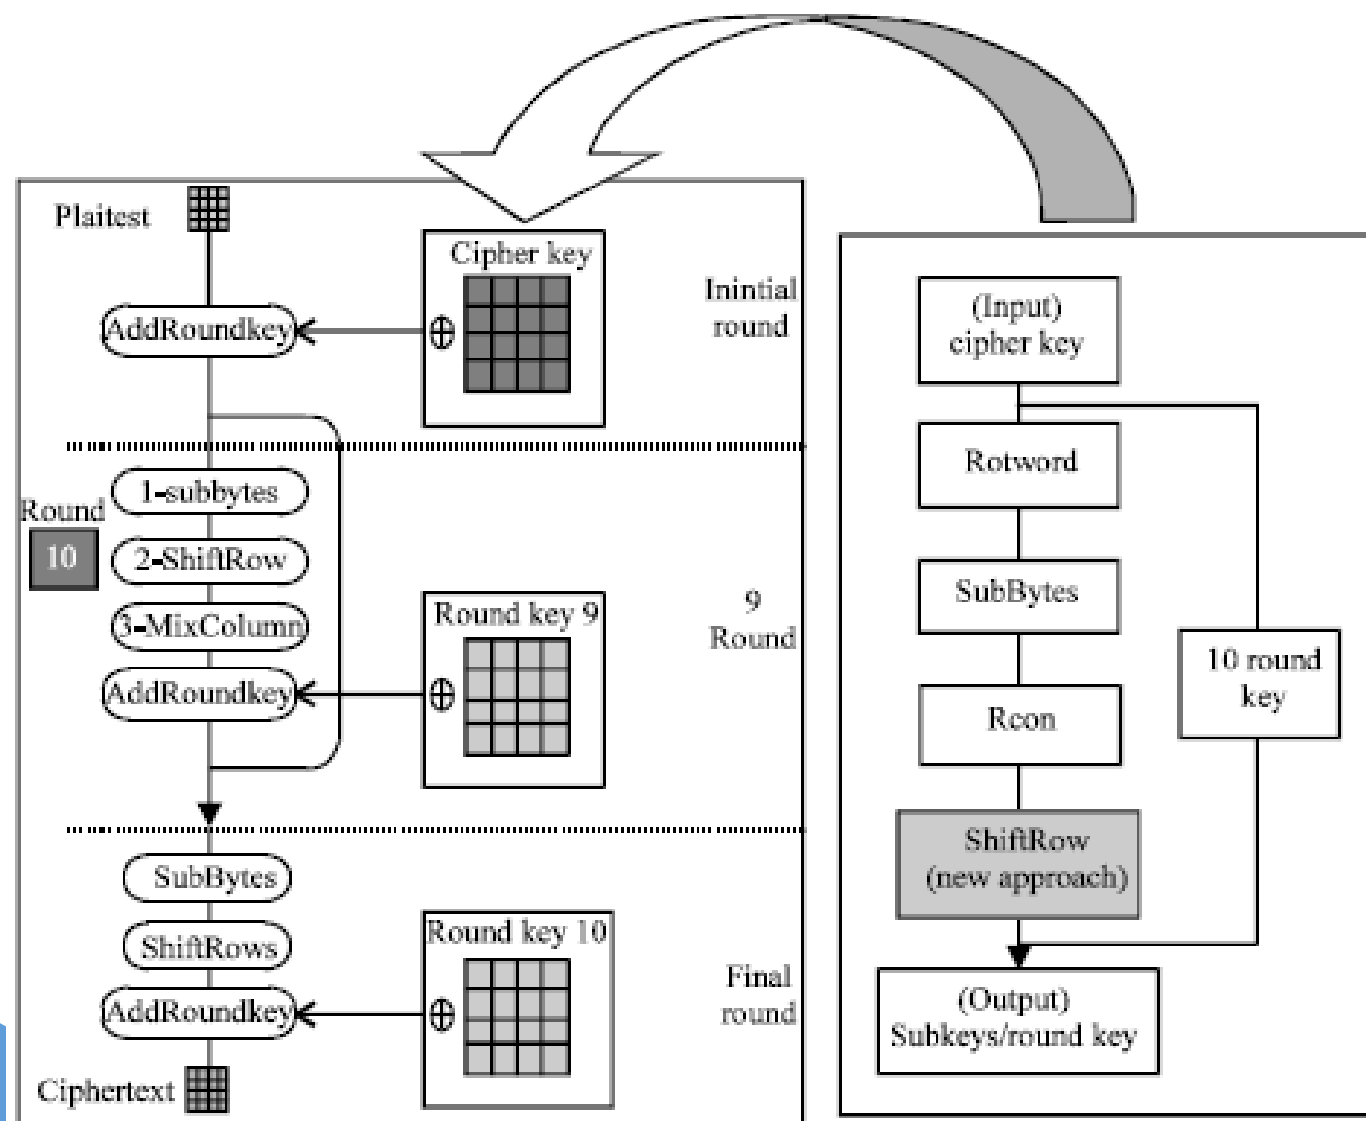 Plaitest
Cipher key
AddRoundkey
Inintial
round
1-subbytes
Round
10
2-ShiftRow
3-MixColumn
AddRoundkey
Round key 9
9
Round
SubBytes
ShiftRows
AddRoundkey
Round key 10
Final
round
Ciphertext
(Input)
cipher key
Rotword
SubBytes
Rcon
10 round
key
ShiftRow
(new approach)
(Output)
Subkeys/round key